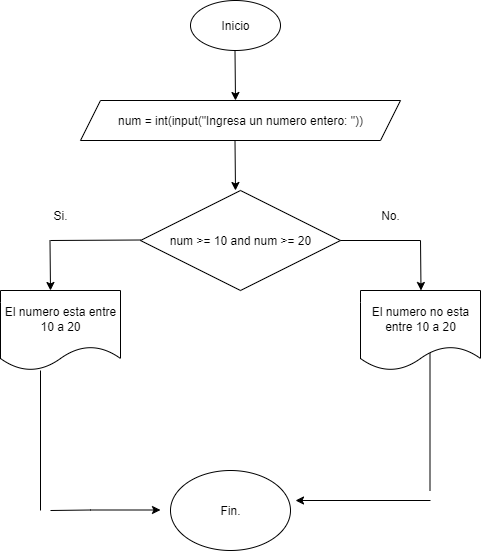 Inicio
num = int(input("Ingresa un numero entero: "))
Si.
No.
num >= 10 and num >= 20
El numero esta entre
10 a 20
El numero no esta
entre 10 a 20
Fin.